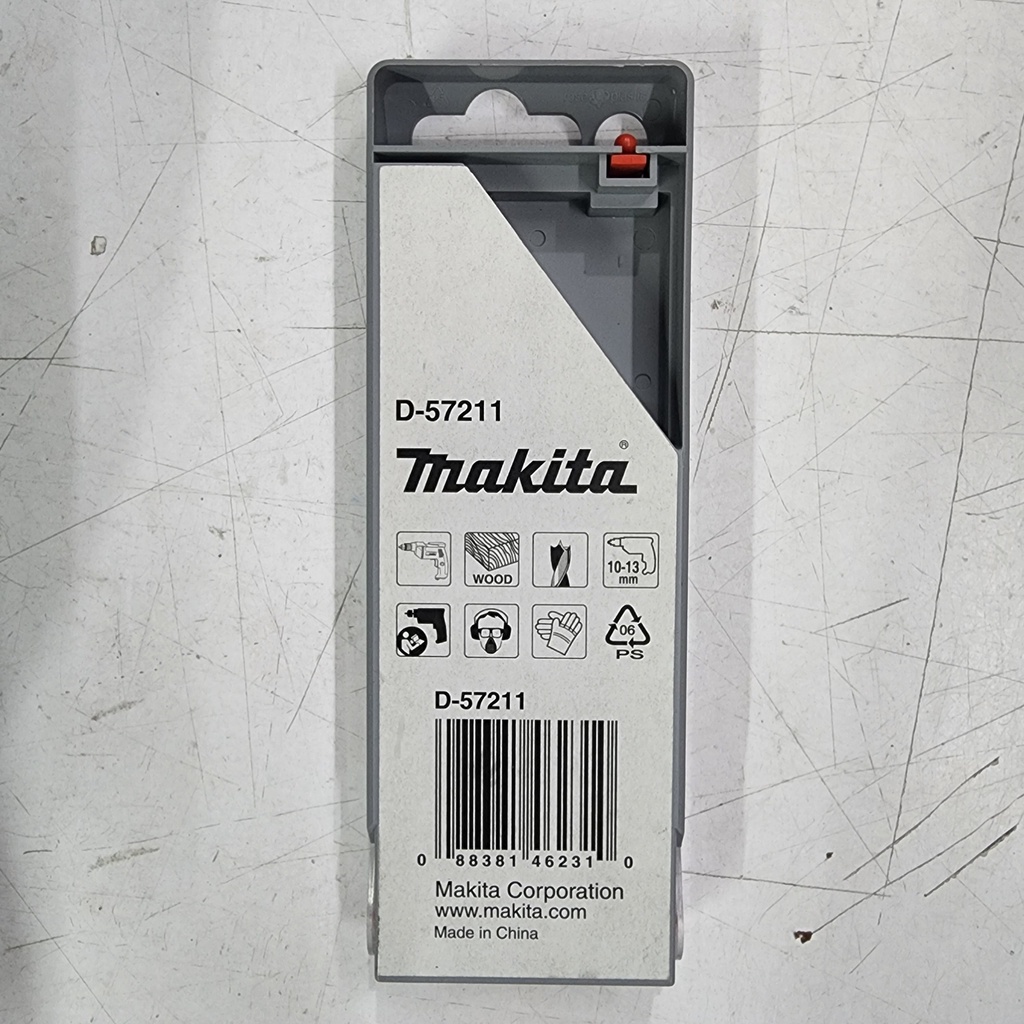 D-57211
makita®
WOOD
10-13
mm
06
PS
D-57211
0 88381 46231 0
Makita Corporation
www.makita.com
Made in China